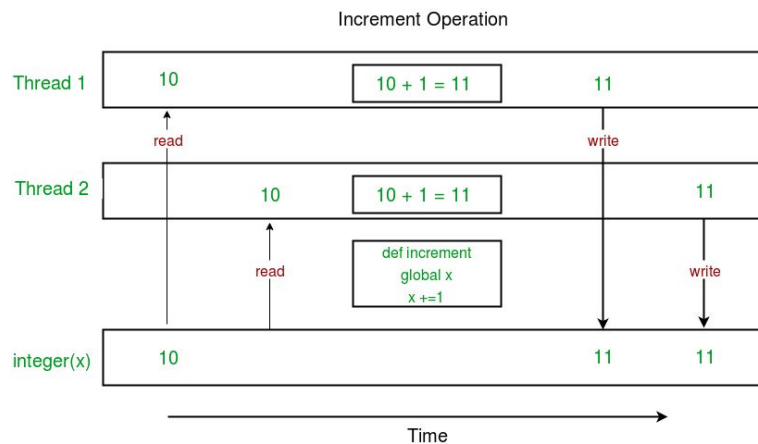 Increment Operation
Thread 1
10
10 + 1 = 11
11
read
write
Thread 2
10
10 + 1 = 11
11
read
def increment
global x
x +=1
write
integer(x)
10
11
11
Time